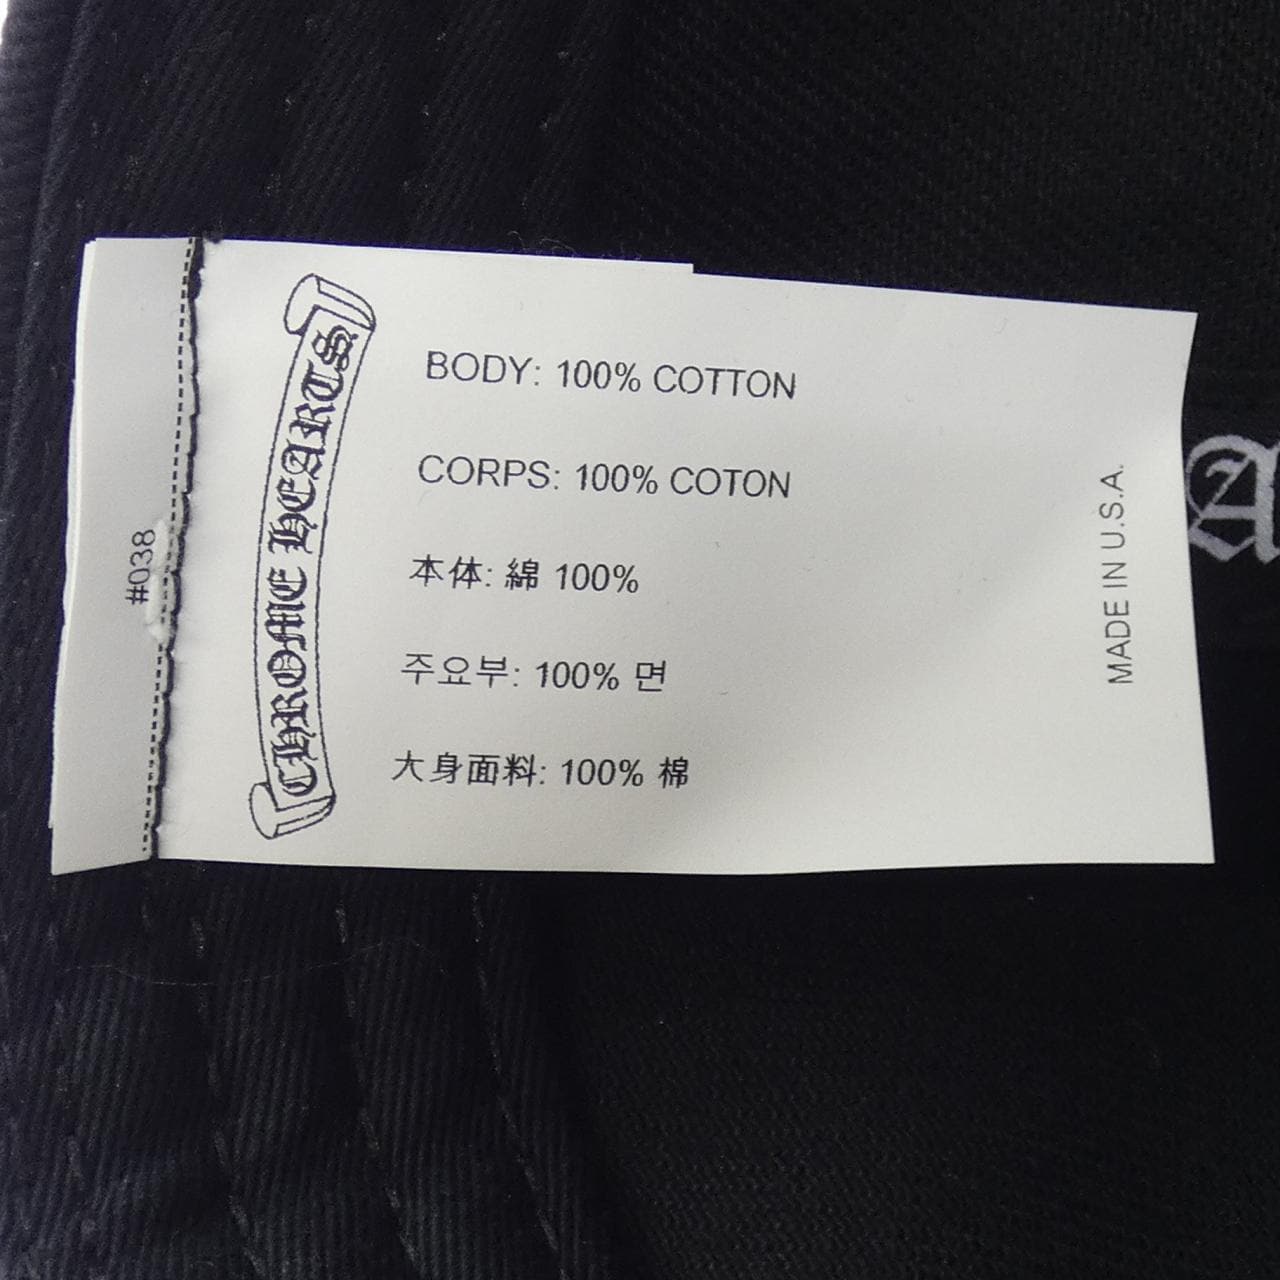 CHROME HEARTS
BODY: 100% COTTON
CORPS: 100% COTON
本体: 綿 100%
주요부: 100% 면
大身面料: 100% 棉
MADE IN U.S.A.
#038
A